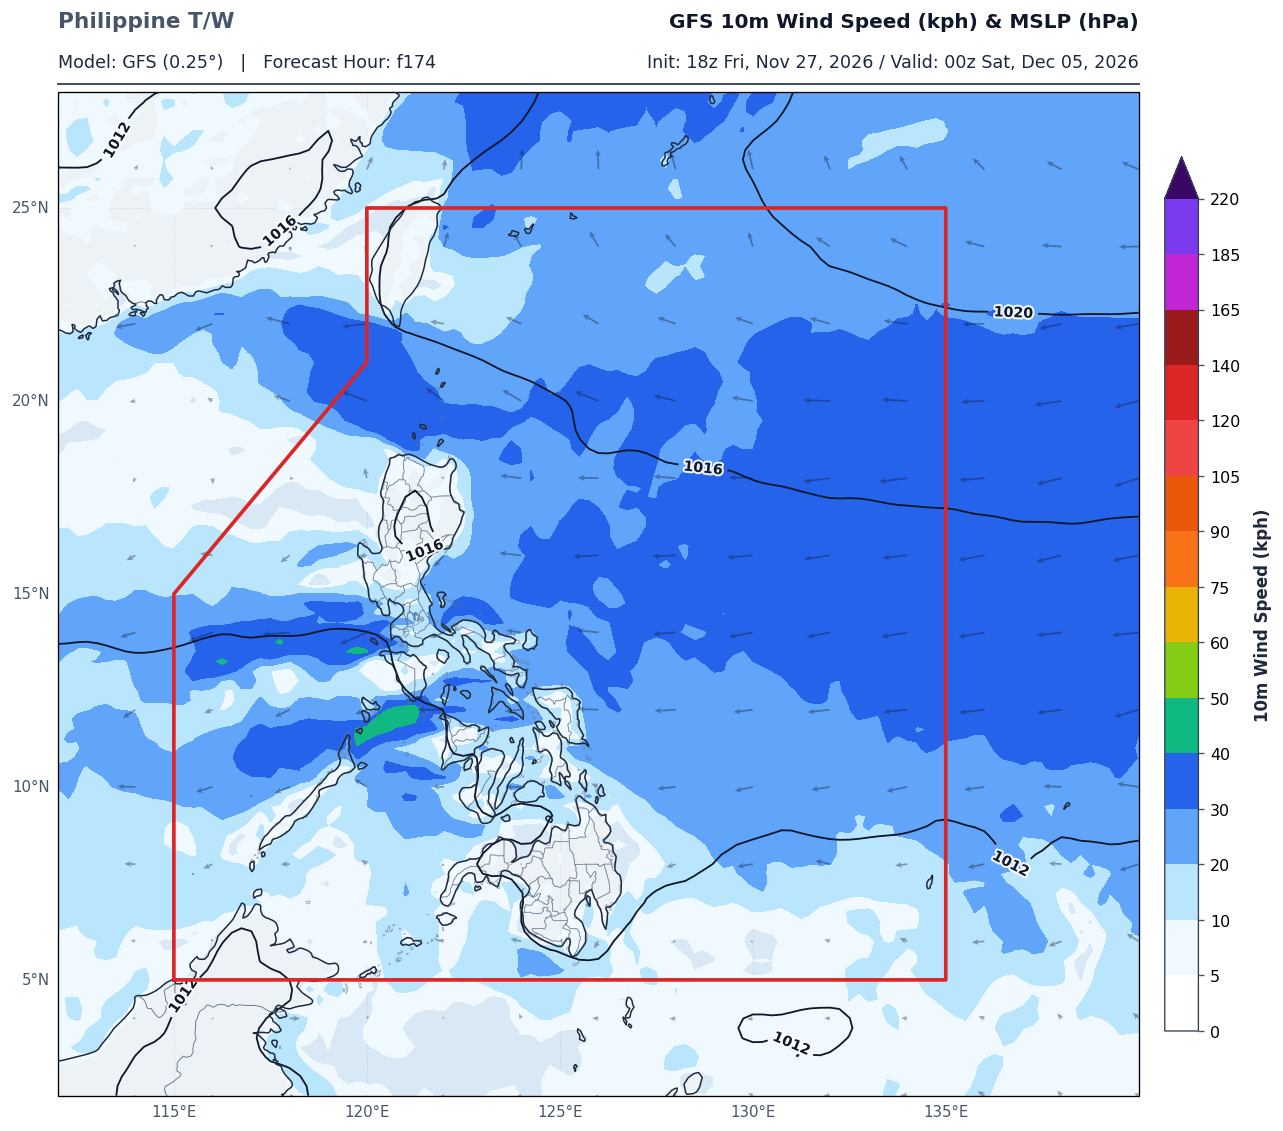 Philippine T/W
GFS 10m Wind Speed (kph) & MSLP (hPa)
Model: GFS (0.25°) | Forecast Hour: f174
Init: 18z Fri, Nov 27, 2026 / Valid: 00z Sat, Dec 05, 2026
1012
1016
1020
1016
1016
1012
1012
1012
25°N
20°N
15°N
10°N
5°N
115°E
120°E
125°E
130°E
135°E
220
185
165
140
120
105
90
75
60
50
40
30
20
10
5
0
10m Wind Speed (kph)